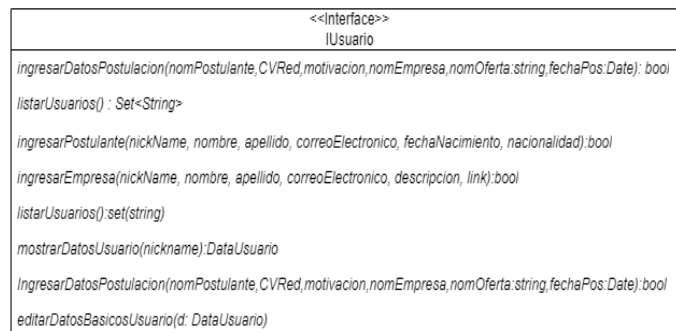 <<Interface>>
IUsuario
ingresarDatosPostulacion(nomPostulante,CVRed,motivacion,nomEmpresa,nomOferta:string,fechaPos:Date): bool
listarUsuarios() : Set<String>
ingresarPostulante(nickName, nombre, apellido, correoElectronico, fechaNacimiento, nacionalidad):bool
ingresarEmpresa(nickName, nombre, apellido, correoElectronico, descripcion, link):bool
listarUsuarios():set(string)
mostrarDatosUsuario(nickname):DataUsuario
IngresarDatosPostulacion(nomPostulante,CVRed,motivacion,nomEmpresa,nomOferta:string,fechaPos:Date):bool
editarDatosBasicosUsuario(d: DataUsuario)